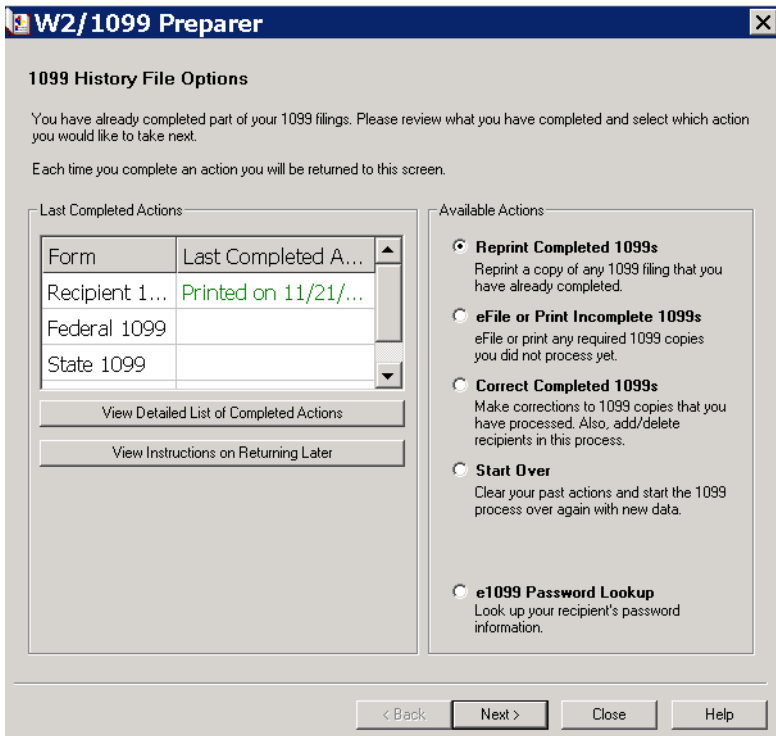 W2/1099 Preparer
1099 History File Options
You have already completed part of your 1099 filings. Please review what you have completed and select which action
you would like to take next.
Each time you complete an action you will be returned to this screen.
Last Completed Actions
Form Last Completed A...
Recipient 1... Printed on 11/21/...
Federal 1099
State 1099
View Detailed List of Completed Actions
View Instructions on Returning Later
Available Actions
Reprint Completed 1099s
Reprint a copy of any 1099 filing that you
have already completed.
eFile or Print Incomplete 1099s
eFile or print any required 1099 copies
you did not process yet.
Correct Completed 1099s
Make corrections to 1099 copies that you
have processed. Also, add/delete
recipients in this process.
Start Over
Clear your past actions and start the 1099
process over again with new data.
e1099 Password Lookup
Look up your recipient's password
information.
< Back Next > Close Help